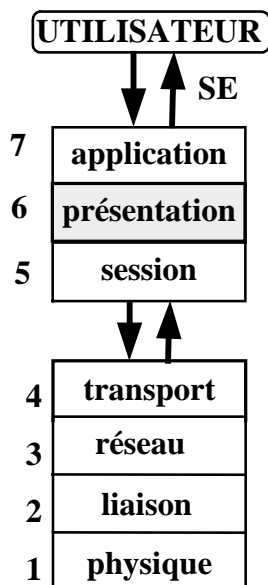 UTILISATEUR
SE
7 application
6 présentation
5 session
4 transport
3 réseau
2 liaison
1 physique